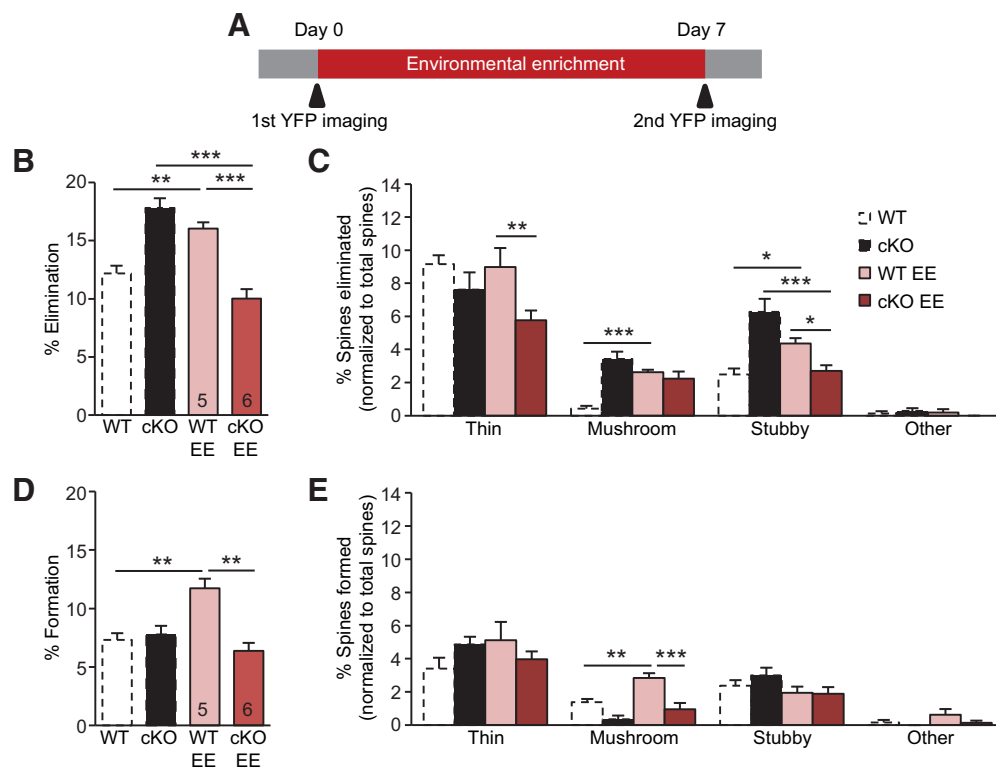 A
Day 0
Day 7
Environmental enrichment
1st YFP imaging
2nd YFP imaging
B
% Elimination
20
15
10
5
0
***
**
***
5
6
WT
cKO
WT EE
cKO EE
C
% Spines eliminated
(normalized to total spines)
14
12
10
8
6
4
2
0
**
***
*
***
*
Thin
Mushroom
Stubby
Other
WT
cKO
WT EE
cKO EE
D
% Formation
20
15
10
5
0
**
**
5
6
WT
cKO
WT EE
cKO EE
E
% Spines formed
(normalized to total spines)
14
12
10
8
6
4
2
0
**
***
Thin
Mushroom
Stubby
Other